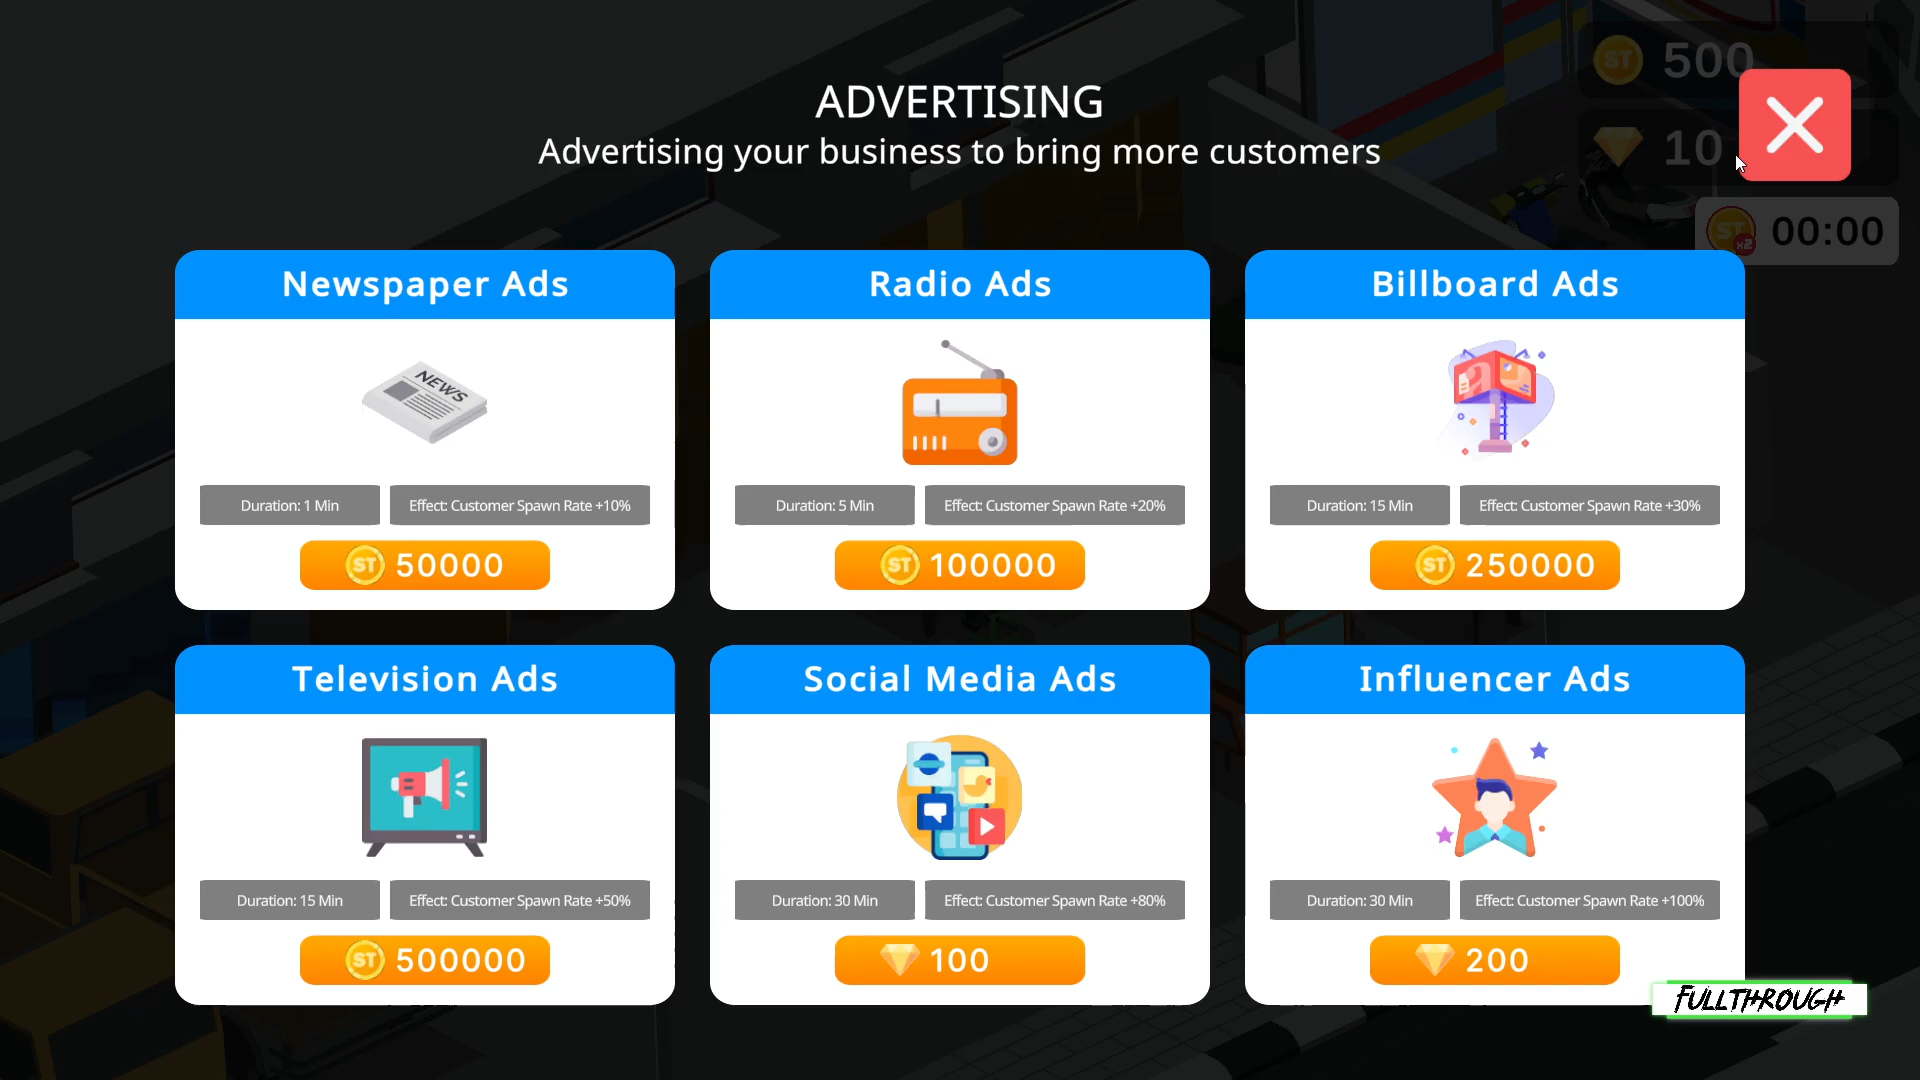 ST 500
10
ADVERTISING
Advertising your business to bring more customers
ST x2 00:00
Newspaper Ads
NEWS
Duration: 1 Min
Effect: Customer Spawn Rate +10%
ST 50000
Radio Ads
Duration: 5 Min
Effect: Customer Spawn Rate +20%
ST 100000
Billboard Ads
a
Duration: 15 Min
Effect: Customer Spawn Rate +30%
ST 250000
Television Ads
Duration: 15 Min
Effect: Customer Spawn Rate +50%
ST 500000
Social Media Ads
Duration: 30 Min
Effect: Customer Spawn Rate +80%
100
Influencer Ads
Duration: 30 Min
Effect: Customer Spawn Rate +100%
200
FULLTHROUGH